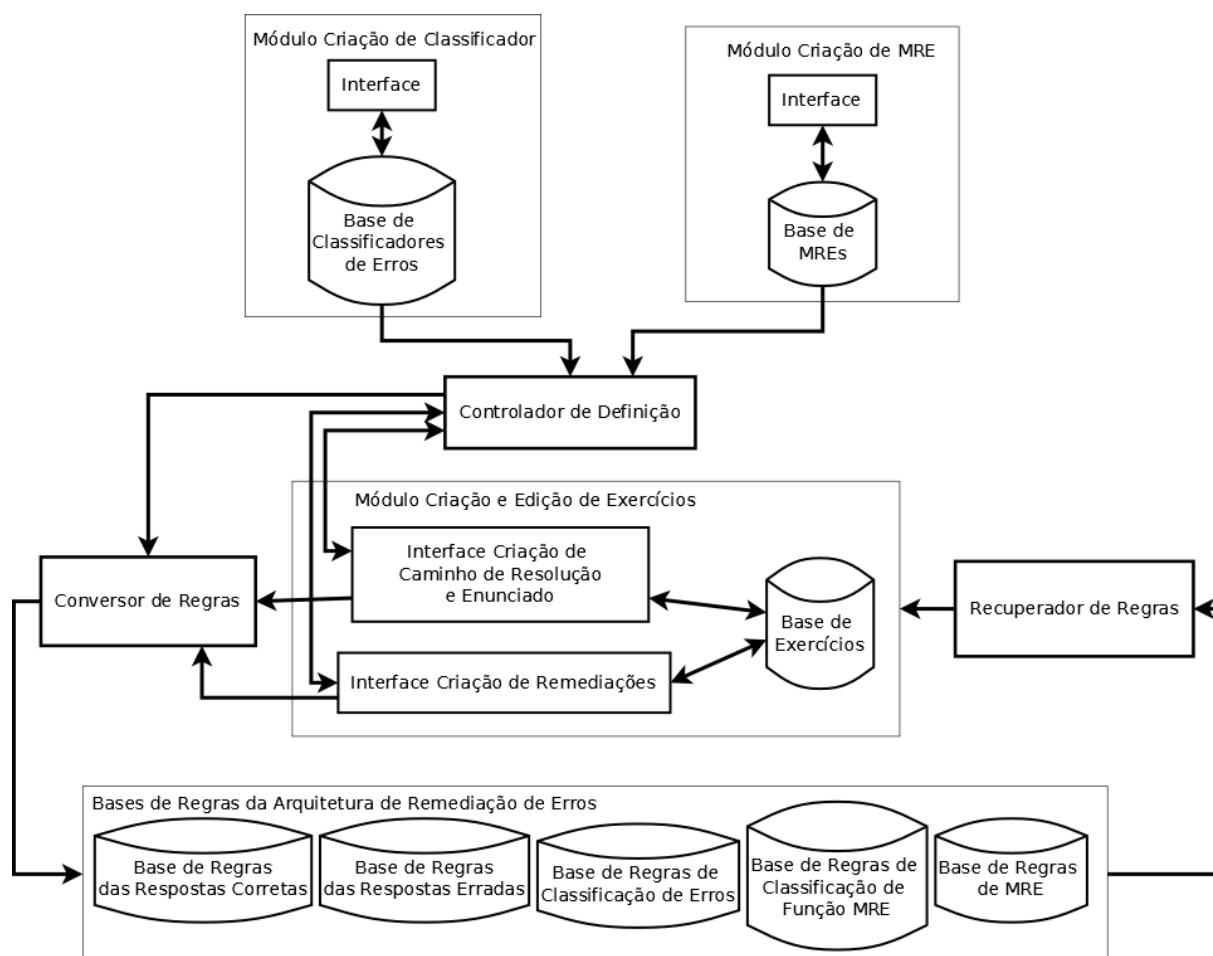 Módulo Criação de Classificador
Interface
Base de
Classificadores
de Erros
Módulo Criação de MRE
Interface
Base de
MREs
Controlador de Definição
Módulo Criação e Edição de Exercícios
Interface Criação de
Caminho de Resolução
e Enunciado
Interface Criação de Remediações
Base de
Exercícios
Conversor de Regras
Recuperador de Regras
Bases de Regras da Arquitetura de Remediação de Erros
Base de Regras
das Respostas Corretas
Base de Regras
das Respostas Erradas
Base de Regras de
Classificação de Erros
Base de Regras de
Classificação de
Função MRE
Base de Regras
de MRE